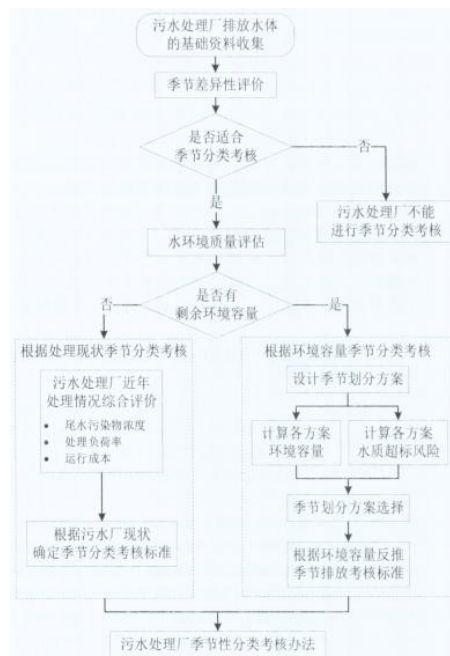 污水处理厂排放水体
的基础资料收集
季节差异性评价
是否适合
季节分类考核
否
是
污水处理厂不能
进行季节分类考核
水环境质量评估
否
是否有
剩余环境容量
是
根据处理现状季节分类考核
污水处理厂近年
处理情况综合评价
• 尾水污染物浓度
• 处理负荷率
• 运行成本
根据污水厂现状
确定季节分类考核标准
根据环境容量季节分类考核
设计季节划分方案
计算各方案
环境容量
计算各方案
水质超标风险
季节划分方案选择
根据环境容量反推
季节排放考核标准
污水处理厂季节性分类考核办法